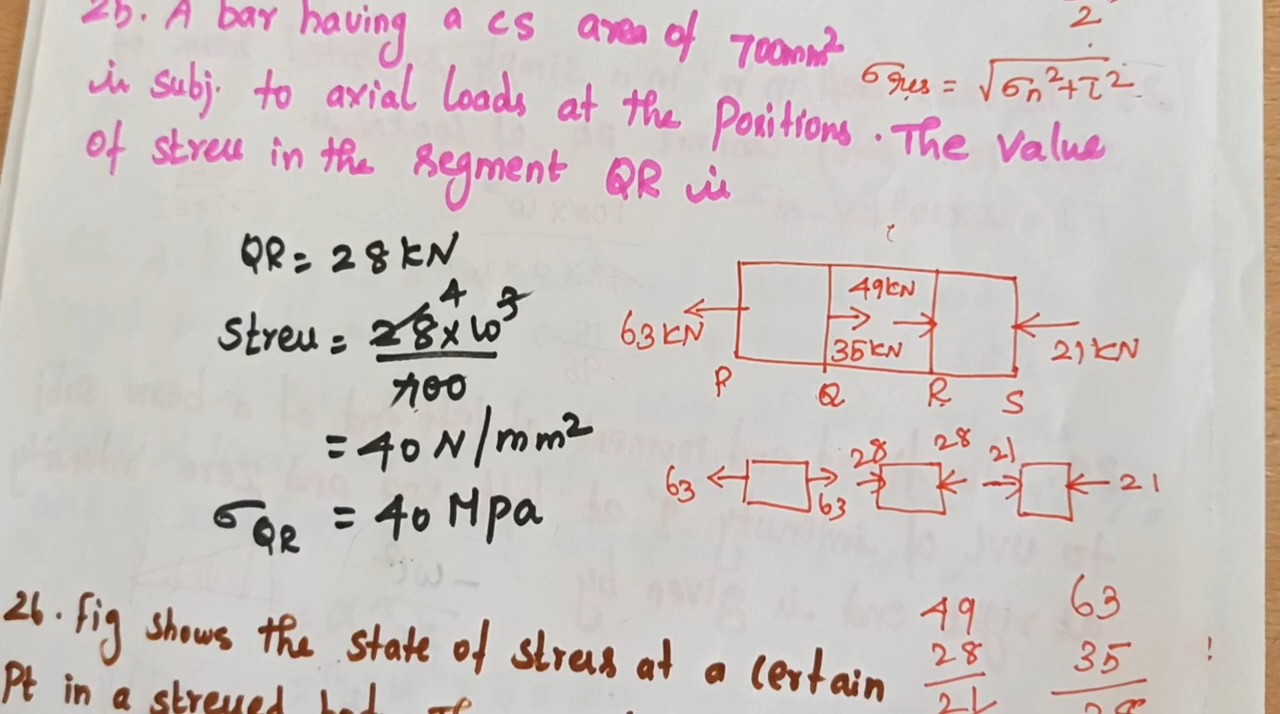 25. A bar having a cs area of 700mm²
is subj. to axial loads at the Positions. The value
of stress in the segment QR is
2
σres = √σn²+τ²
QR = 28 KN
Stress = 28 x 10³
4
700
= 40 N/mm²
σQR = 40 Mpa
49KN
63KN
35KN
21KN
P Q R S
63 63 28 28 21 21
49
28
21
63
35
28
26. Fig shows the state of stress at a certain
Pt in a stressed